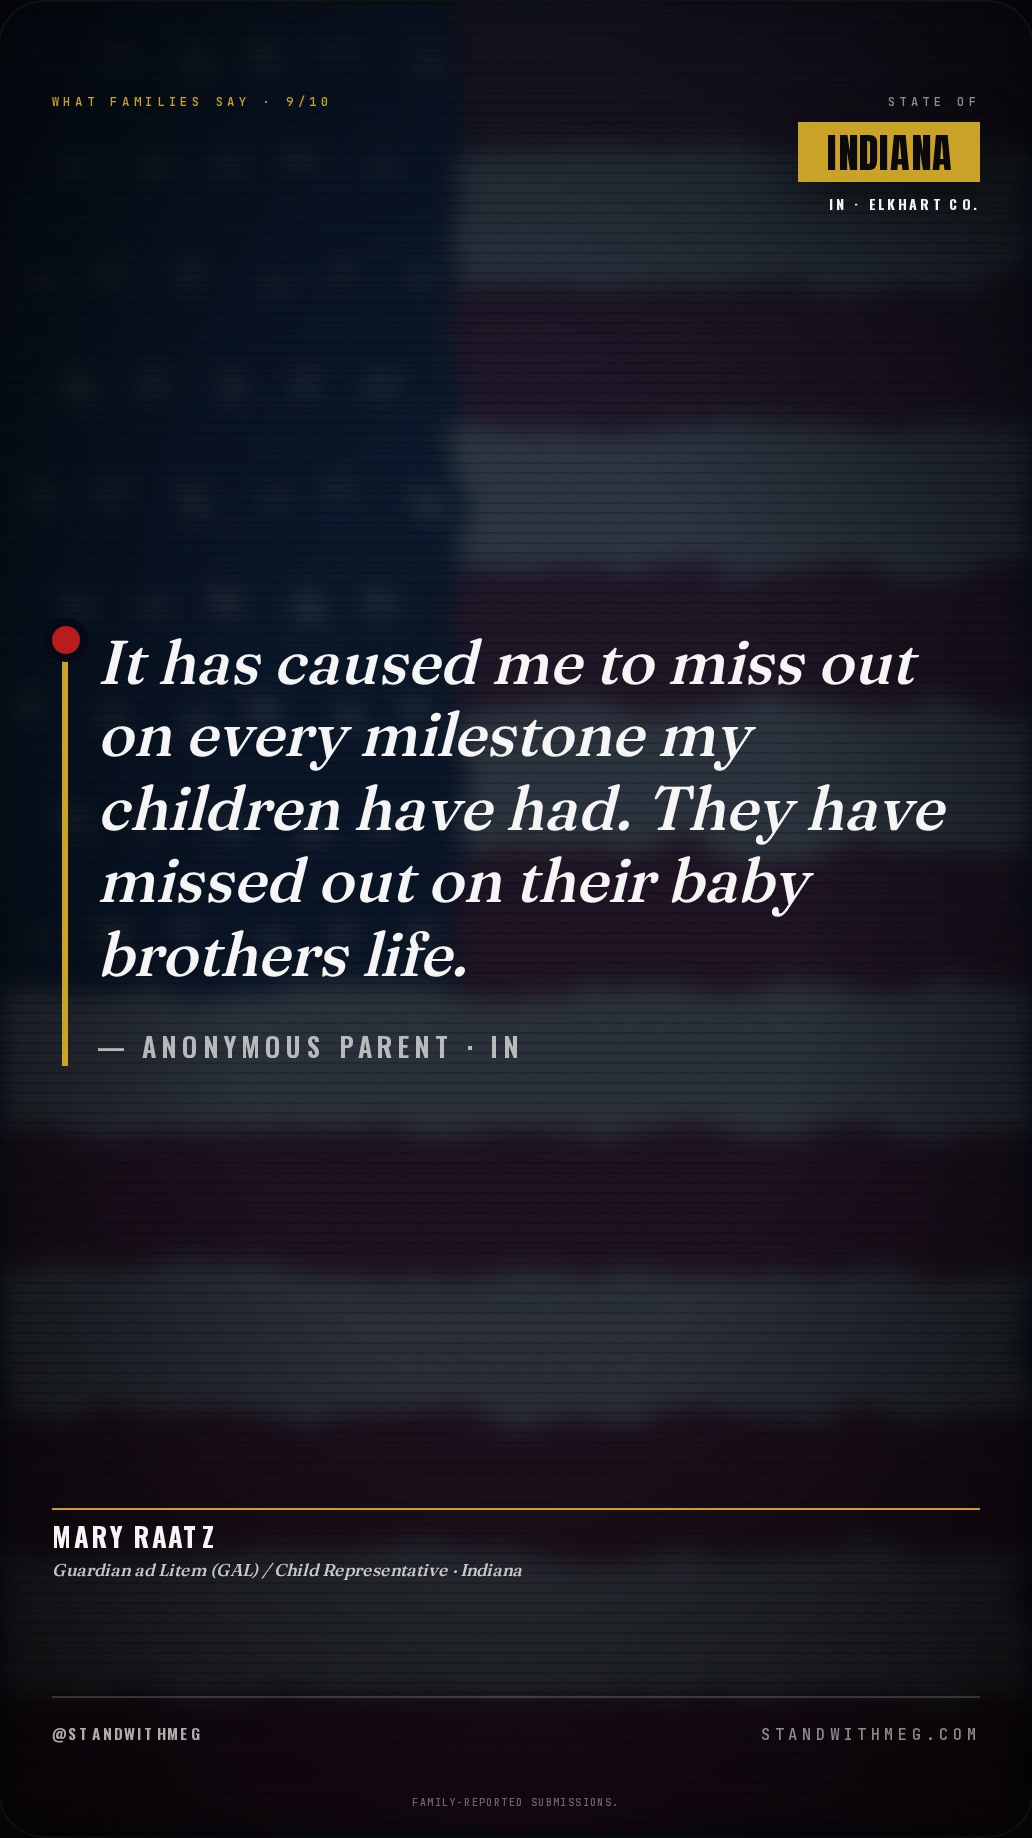 WHAT FAMILIES SAY · 9/10
STATE OF
INDIANA
IN · ELKHART CO.
It has caused me to miss out
on every milestone my
children have had. They have
missed out on their baby
brothers life.
— ANONYMOUS PARENT · IN
MARY RAATZ
Guardian ad Litem (GAL) / Child Representative · Indiana
@STANDWITHMEG
STANDWITHMEG.COM
FAMILY-REPORTED SUBMISSIONS.